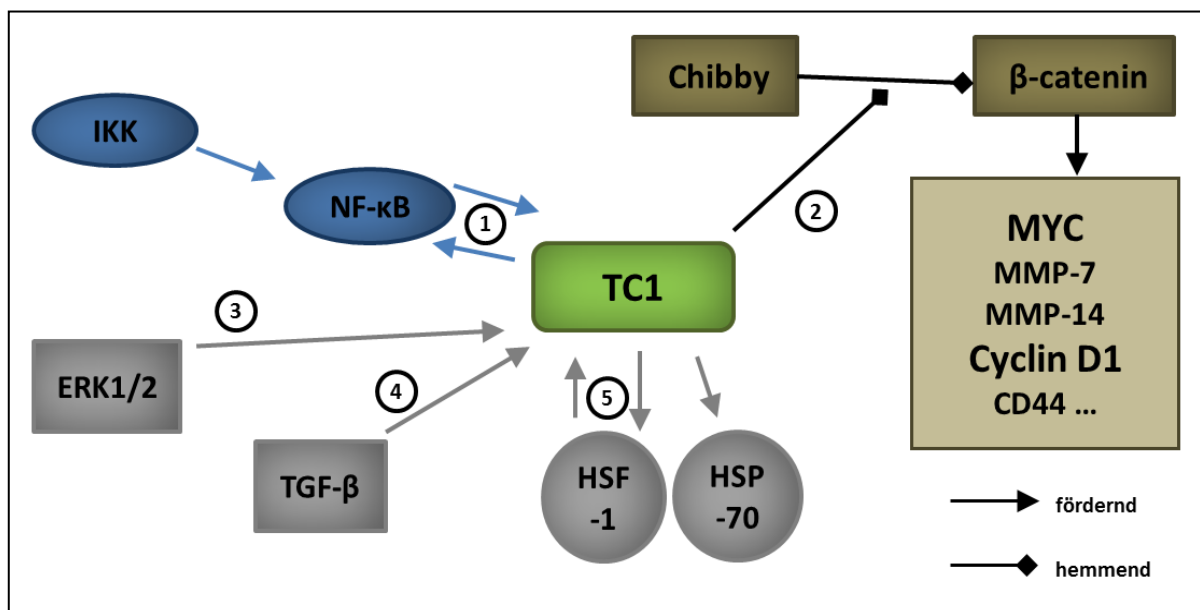 Chibby
β-catenin
IKK
NF-κB
1
2
TC1
MYC
MMP-7
MMP-14
Cyclin D1
CD44 ...
3
ERK1/2
4
TGF-β
5
HSF
-1
HSP
-70
fördernd
hemmend